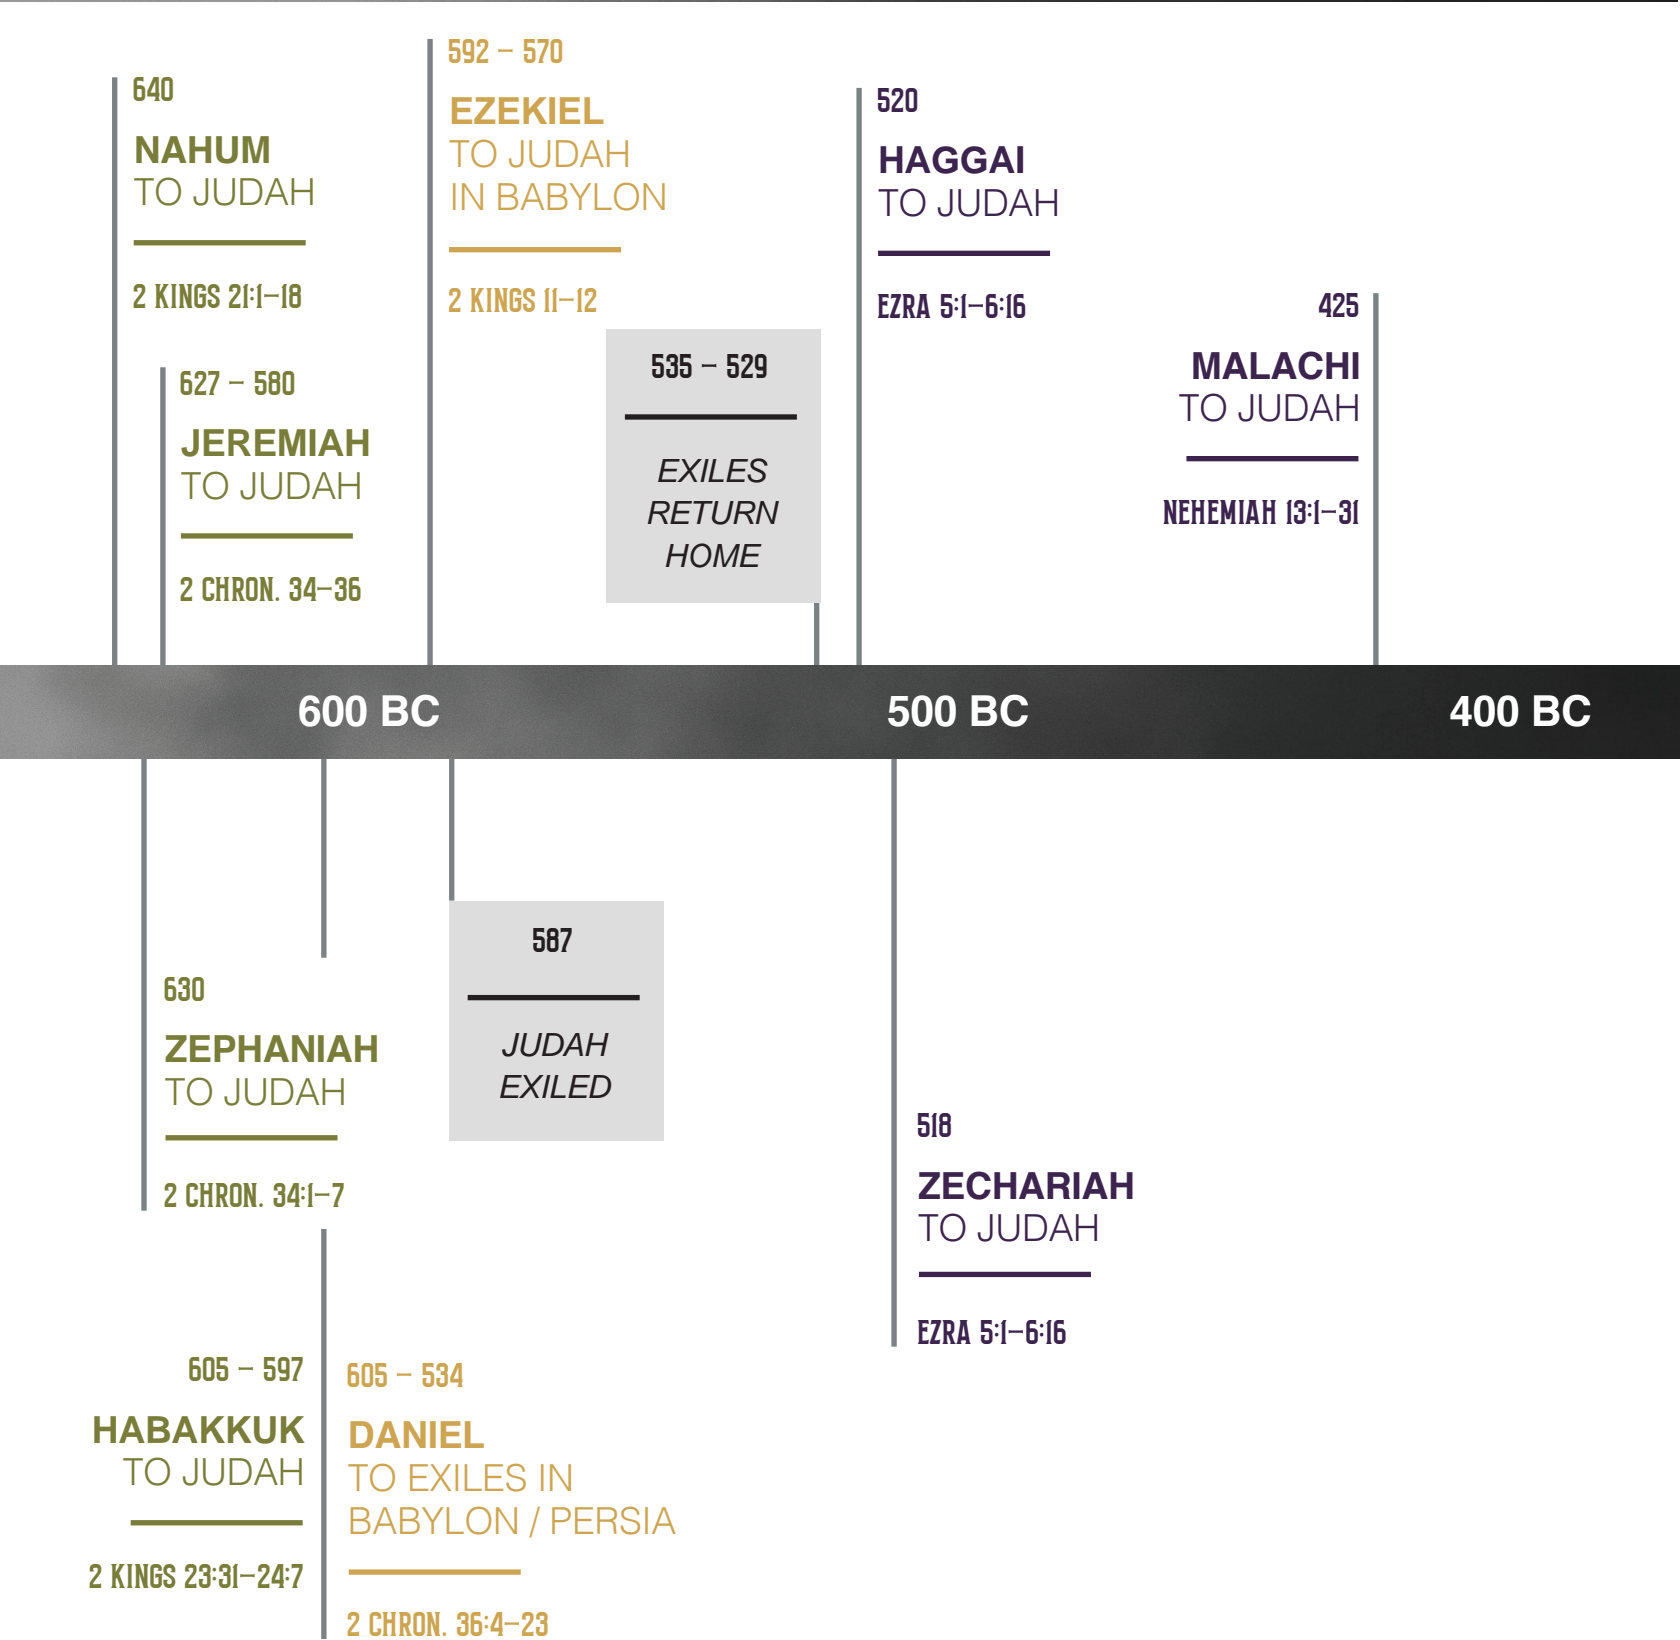 640
NAHUM
TO JUDAH
2 KINGS 21:1–18
627 – 580
JEREMIAH
TO JUDAH
2 CHRON. 34–36
592 – 570
EZEKIEL
TO JUDAH
IN BABYLON
2 KINGS 11–12
535 – 529
EXILES
RETURN
HOME
520
HAGGAI
TO JUDAH
EZRA 5:1–6:16
425
MALACHI
TO JUDAH
NEHEMIAH 13:1–31
600 BC
500 BC
400 BC
630
ZEPHANIAH
TO JUDAH
2 CHRON. 34:1–7
587
JUDAH
EXILED
518
ZECHARIAH
TO JUDAH
EZRA 5:1–6:16
605 – 597
HABAKKUK
TO JUDAH
2 KINGS 23:31–24:7
605 – 534
DANIEL
TO EXILES IN
BABYLON / PERSIA
2 CHRON. 36:4–23